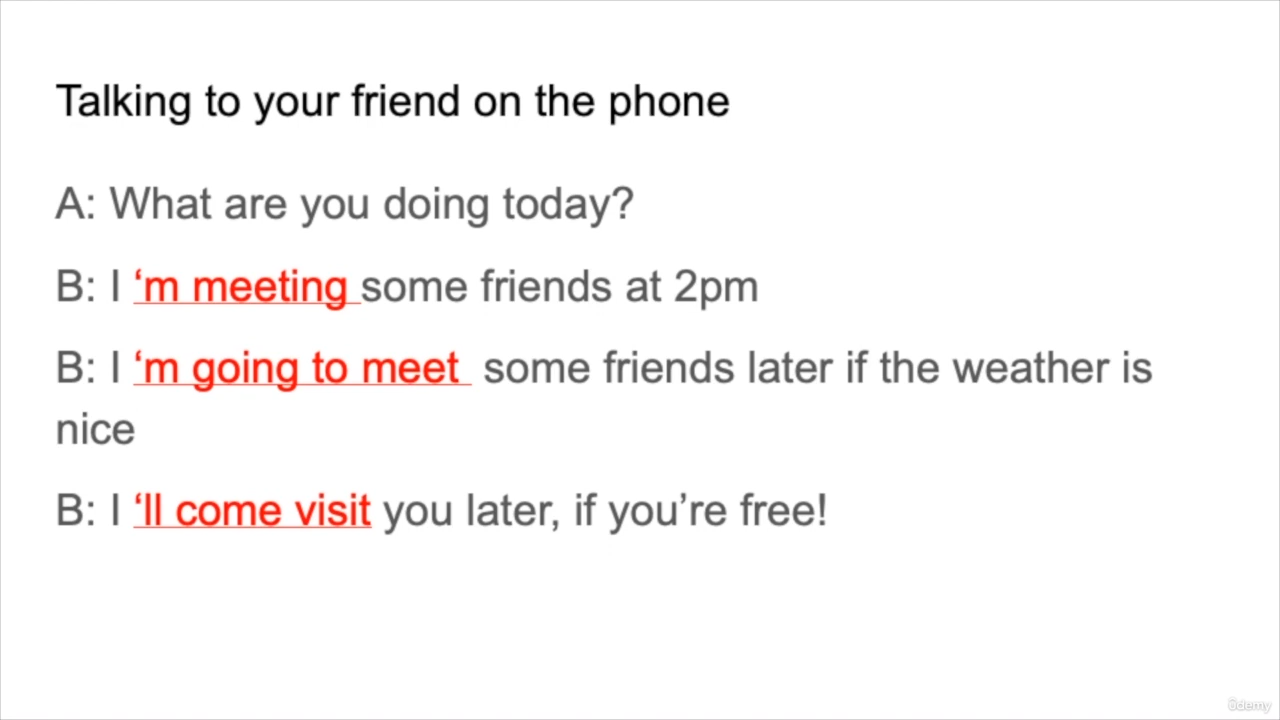 Talking to your friend on the phone
A: What are you doing today?
B: I ‘m meeting some friends at 2pm
B: I ‘m going to meet  some friends later if the weather is
nice
B: I ‘ll come visit you later, if you’re free!
ûdemy